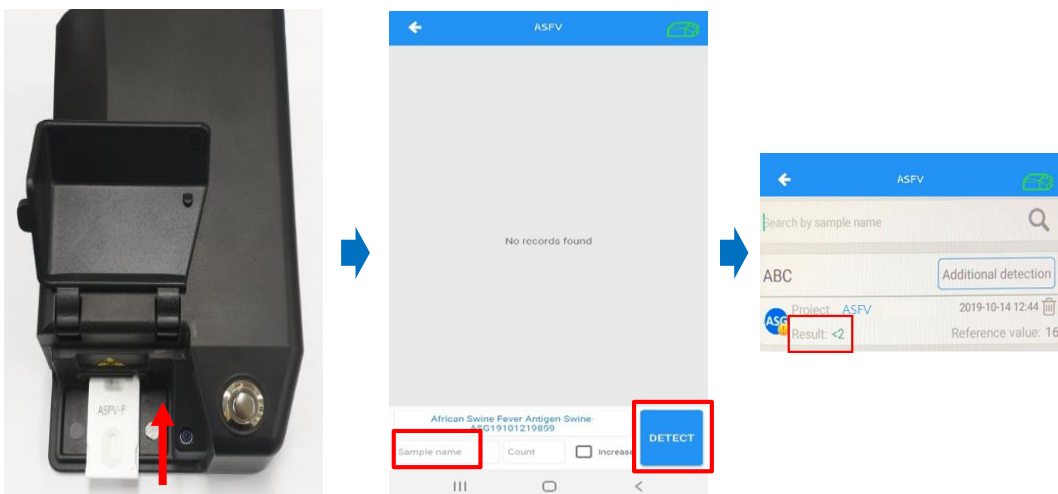 ASFV-F
ASFV
No records found
African Swine Fever Antigen-Swine-
ASG19101219859
Sample name
Count
Increase
DETECT
ASFV
Search by sample name
ABC
Additional detection
ASG
Project: ASFV
2019-10-14 12:44
Result: <2
Reference value: 16